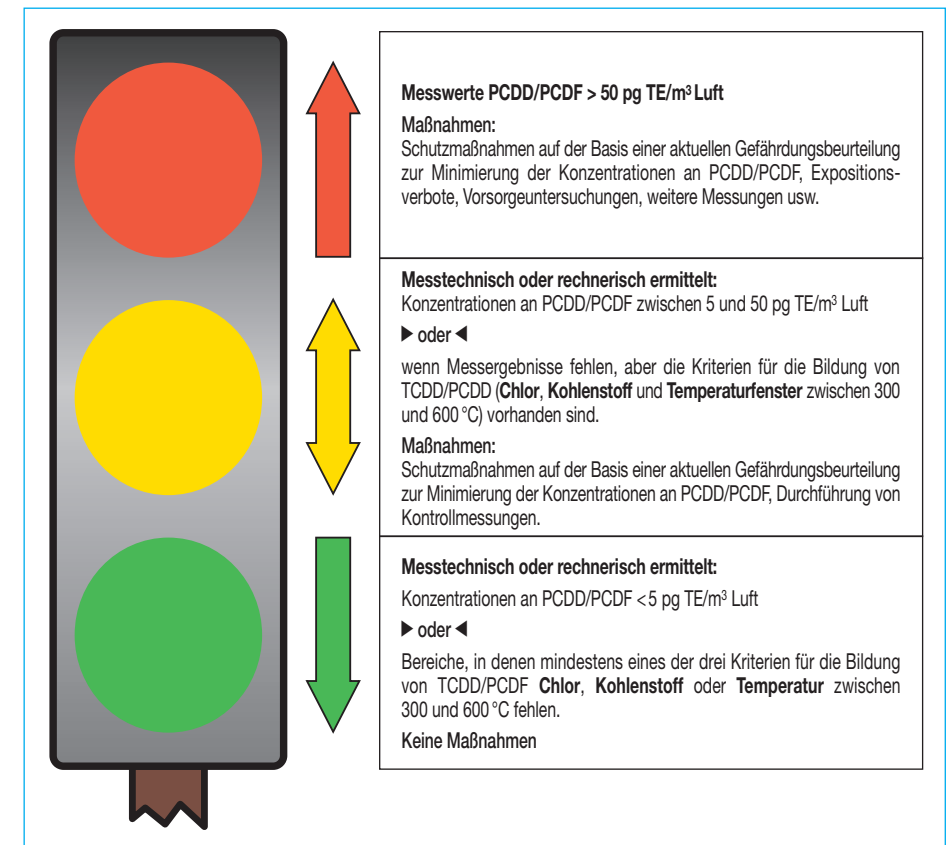 Messwerte PCDD/PCDF > 50 pg TE/m³ Luft
Maßnahmen:
Schutzmaßnahmen auf der Basis einer aktuellen Gefährdungsbeurteilung
zur Minimierung der Konzentrationen an PCDD/PCDF, Expositions-
verbote, Vorsorgeuntersuchungen, weitere Messungen usw.
Messtechnisch oder rechnerisch ermittelt:
Konzentrationen an PCDD/PCDF zwischen 5 und 50 pg TE/m³ Luft
▶ oder ◀
wenn Messergebnisse fehlen, aber die Kriterien für die Bildung von
TCDD/PCDD (Chlor, Kohlenstoff und Temperaturfenster zwischen 300
und 600 °C) vorhanden sind.
Maßnahmen:
Schutzmaßnahmen auf der Basis einer aktuellen Gefährdungsbeurteilung
zur Minimierung der Konzentrationen an PCDD/PCDF, Durchführung von
Kontrollmessungen.
Messtechnisch oder rechnerisch ermittelt:
Konzentrationen an PCDD/PCDF < 5 pg TE/m³ Luft
▶ oder ◀
Bereiche, in denen mindestens eines der drei Kriterien für die Bildung
von TCDD/PCDF Chlor, Kohlenstoff oder Temperatur zwischen
300 und 600 °C fehlen.
Keine Maßnahmen